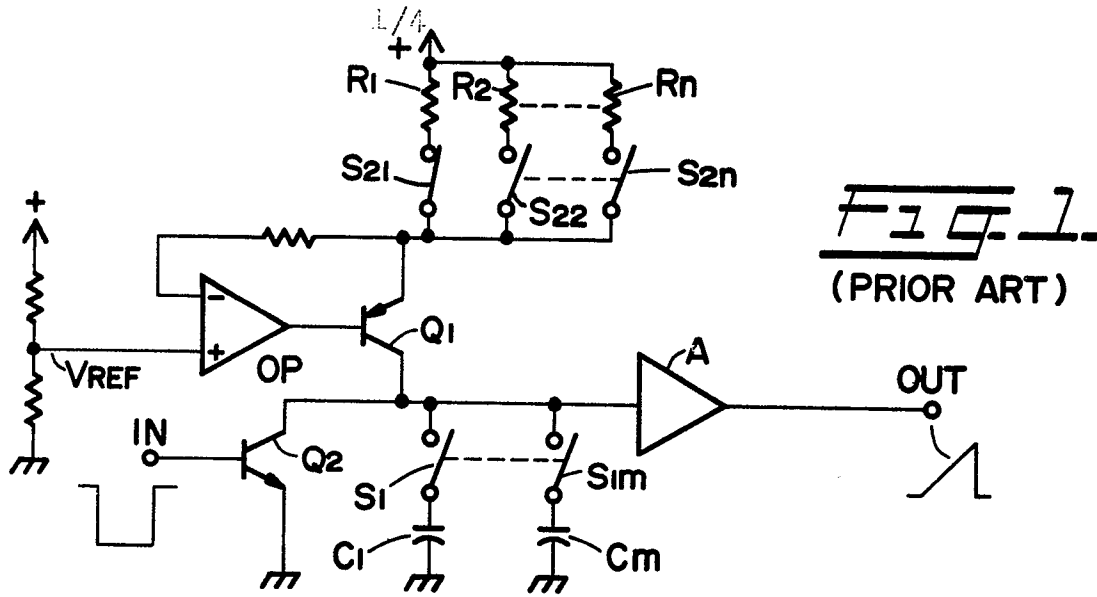 1/4
+
R1
R2
Rn
S21
S22
S2n
+
Fig. 1.
(PRIOR ART)
−
+
OP
Q1
VREF
A
OUT
IN
Q2
S1
S1m
C1
Cm